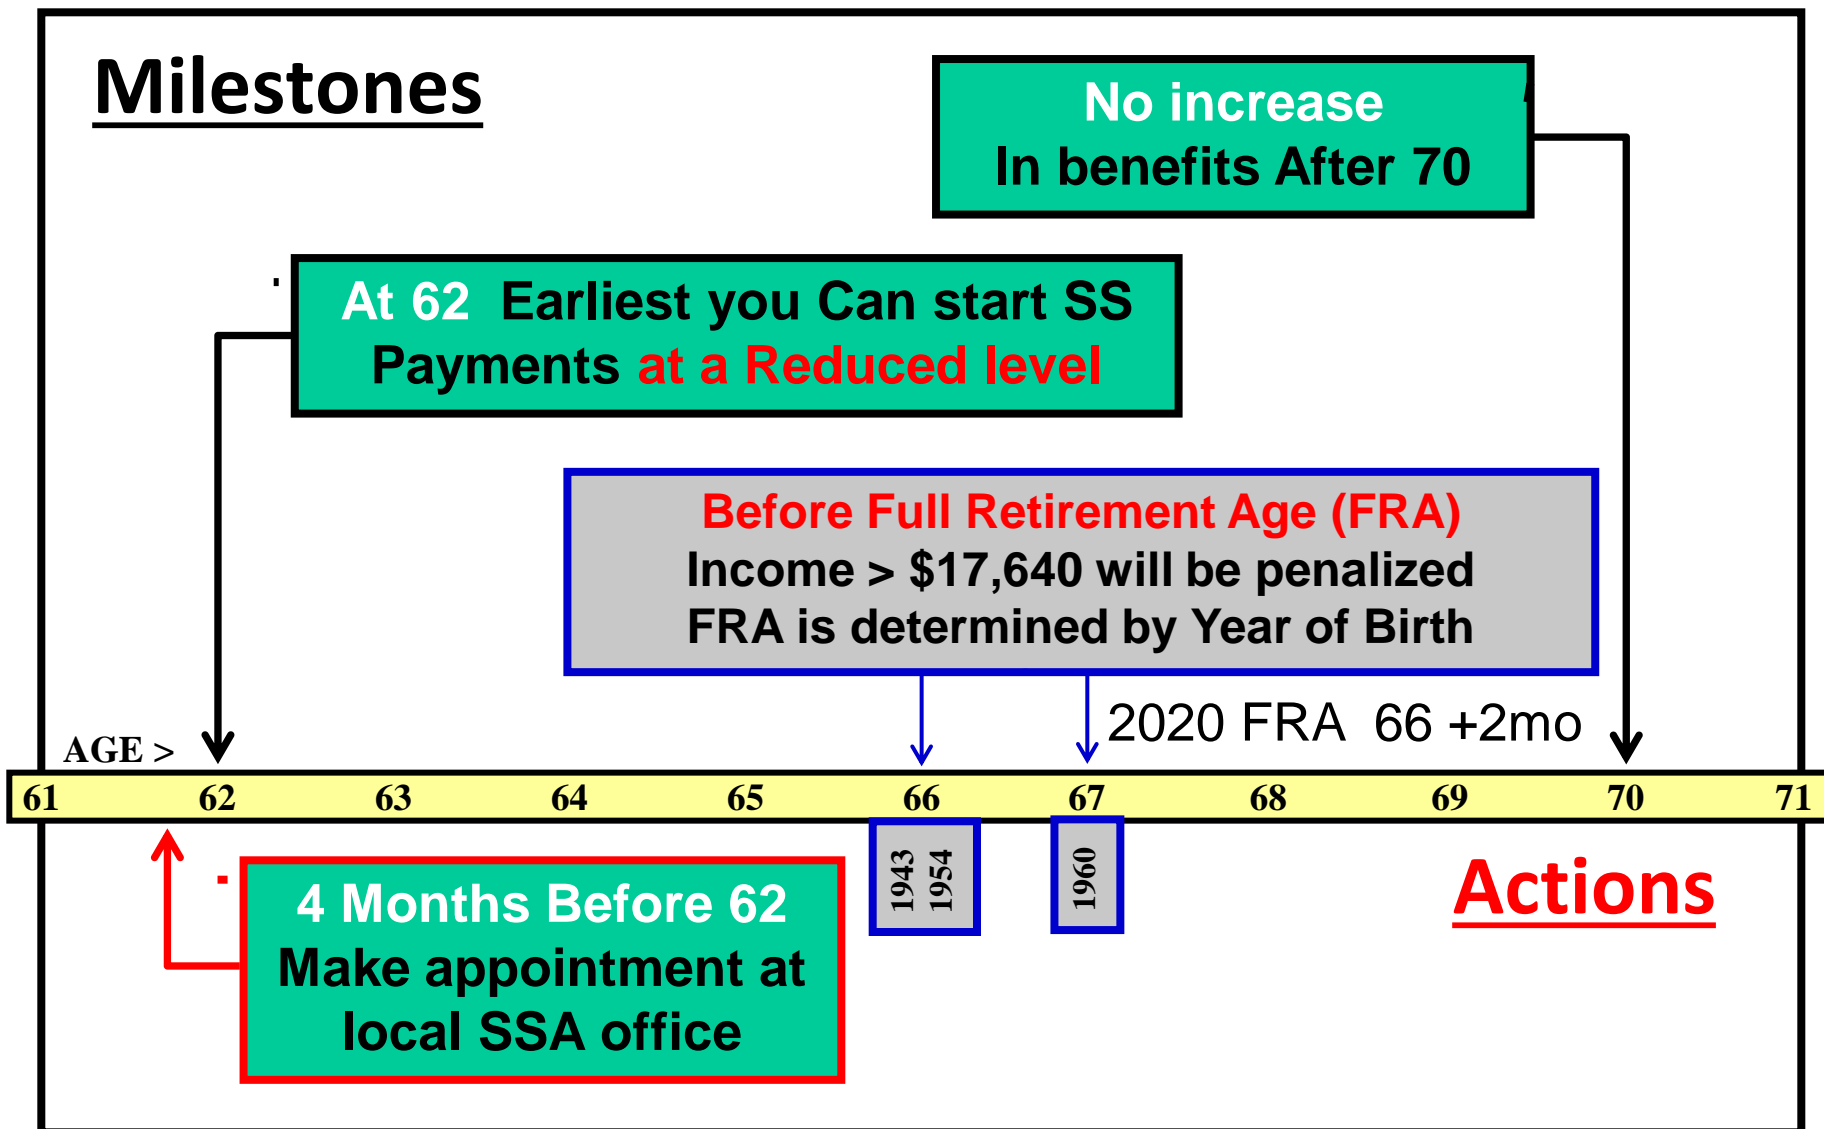 Milestones
No increase
In benefits After 70
At 62 Earliest you Can start SS
Payments at a Reduced level
Before Full Retirement Age (FRA)
Income > $17,640 will be penalized
FRA is determined by Year of Birth
2020 FRA 66 +2mo
AGE >
61 62 63 64 65 66 67 68 69 70 71
1943
1954
1960
4 Months Before 62
Make appointment at
local SSA office
Actions